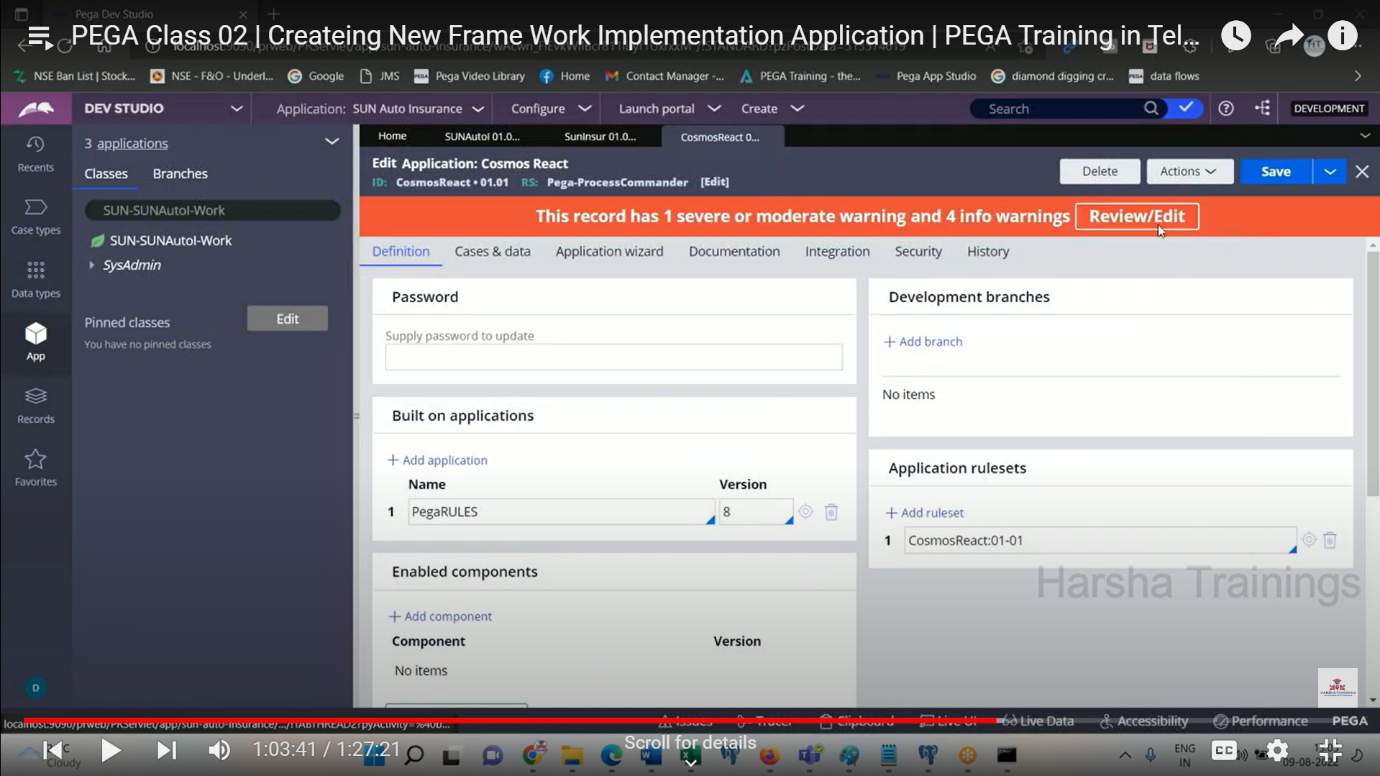 PEGA Class 02 | Createing New Frame Work Implementation Application | PEGA Training in Tel...
Pega Dev Studio
NSE Ban List | Stock...
NSE - F&O - Underl...
Google
JMS
Pega Video Library
Home
Contact Manager -...
PEGA Training - the...
Pega App Studio
diamond digging cr...
data flows
DEV STUDIO
Application: SUN Auto Insurance
Configure
Launch portal
Create
Search
DEVELOPMENT
Recents
Case types
Data types
App
Records
Favorites
3 applications
Classes
Branches
SUN-SUNAutoI-Work
SUN-SUNAutoI-Work
SysAdmin
Pinned classes
Edit
You have no pinned classes
D
Home
SUNAutoI 01.0...
SunInsur 01.0...
CosmosReact 0...
Edit Application: Cosmos React
ID: CosmosReact • 01.01 RS: Pega-ProcessCommander [Edit]
Delete
Actions
Save
This record has 1 severe or moderate warning and 4 info warnings Review/Edit
Definition
Cases & data
Application wizard
Documentation
Integration
Security
History
Password
Supply password to update
Built on applications
+ Add application
Name Version
1 PegaRULES 8
Enabled components
+ Add component
Component Version
No items
Development branches
+ Add branch
No items
Application rulesets
+ Add ruleset
1 CosmosReact:01-01
Harsha Trainings
Issues
Tracer
Clipboard
Live UI
Live Data
Accessibility
Performance
PEGA
1:03:41 / 1:27:21
Scroll for details
Cloudy
ENG
IN
CC
09-08-2022